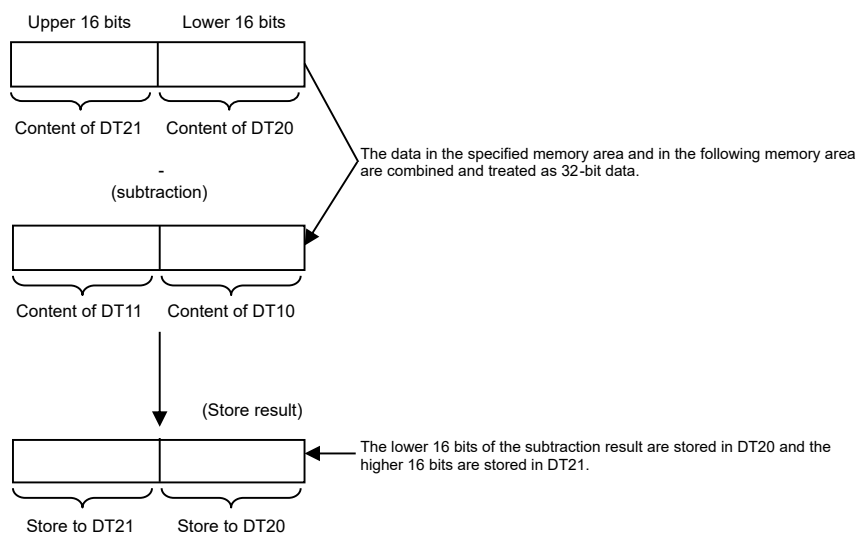 Upper 16 bits
Lower 16 bits
Content of DT21
Content of DT20
The data in the specified memory area and in the following memory area
are combined and treated as 32-bit data.
-
(subtraction)
Content of DT11
Content of DT10
(Store result)
The lower 16 bits of the subtraction result are stored in DT20 and the
higher 16 bits are stored in DT21.
Store to DT21
Store to DT20